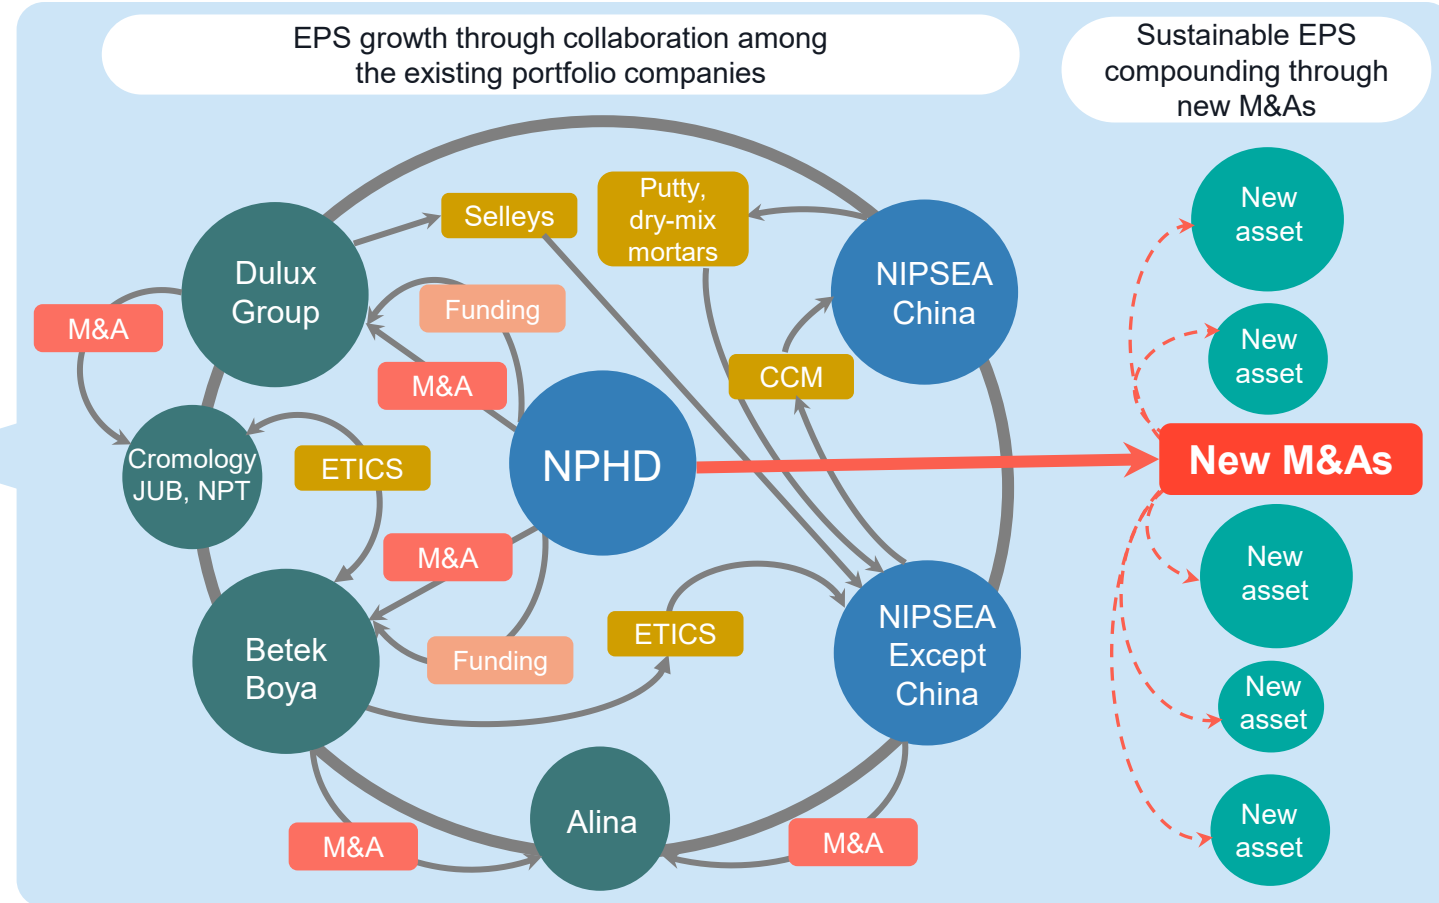 EPS growth through collaboration among
the existing portfolio companies
Sustainable EPS
compounding through
new M&As
Selleys
Putty,
dry-mix
mortars
Dulux
Group
NIPSEA
China
Funding
M&A
M&A
CCM
Cromology
JUB, NPT
ETICS
NPHD
M&A
Betek
Boya
Funding
ETICS
NIPSEA
Except
China
M&A
Alina
M&A
New
asset
New
asset
New M&As
New
asset
New
asset
New
asset